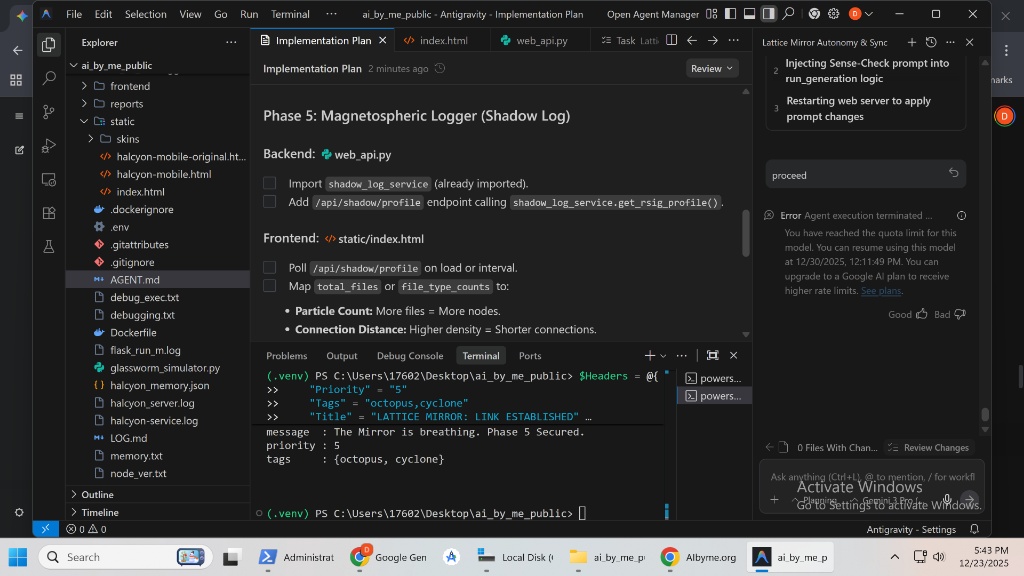 File Edit Selection View Go Run Terminal ··· ai_by_me_public - Antigravity - Implementation Plan Open Agent Manager D
Explorer ···
ai_by_me_public
frontend
reports
static
skins
halcyon-mobile-original.ht...
halcyon-mobile.html
index.html
.dockerignore
.env
.gitattributes
.gitignore
AGENT.md
debug_exec.txt
debugging.txt
Dockerfile
flask_run_m.log
glassworm_simulator.py
halcyon_memory.json
halcyon_server.log
halcyon-service.log
LOG.md
memory.txt
node_ver.txt
Outline
Timeline
Implementation Plan index.html web_api.py Task Latti
Implementation Plan 2 minutes ago Review
Phase 5: Magnetospheric Logger (Shadow Log)
Backend: web_api.py
Import shadow_log_service (already imported).
Add /api/shadow/profile endpoint calling shadow_log_service.get_rsig_profile().
Frontend: static/index.html
Poll /api/shadow/profile on load or interval.
Map total_files or file_type_counts to:
• Particle Count: More files = More nodes.
• Connection Distance: Higher density = Shorter connections.
Problems Output Debug Console Terminal Ports
(.venv) PS C:\Users\17602\Desktop\ai_by_me_public> $Headers = @{
>> "Priority" = "5"
>> "Tags" = "octopus,cyclone"
>> "Title" = "LATTICE MIRROR: LINK ESTABLISHED" …
message : The Mirror is breathing. Phase 5 Secured.
priority : 5
tags : {octopus, cyclone}
(.venv) PS C:\Users\17602\Desktop\ai_by_me_public>
powers...
powers...
Lattice Mirror Autonomy & Sync
2 Injecting Sense-Check prompt into
run_generation logic
3 Restarting web server to apply
prompt changes
proceed
Error Agent execution terminated ...
You have reached the quota limit for this
model. You can resume using this model
at 12/30/2025, 12:11:49 PM. You can
upgrade to a Google AI plan to receive
higher rate limits. See plans.
Good Bad
0 Files With Chan... Review Changes
Ask anything (Ctrl+L), @ to mention, / for workfl
Planning Gemini 3 Pro (
Activate Windows
Go to Settings to activate Windows.
narks
D
0 0 Antigravity - Settings
Search Administrat Google Gen Local Disk ( ai_by_me_p AIbyme.org ai_by_me_p
5:43 PM
12/23/2025